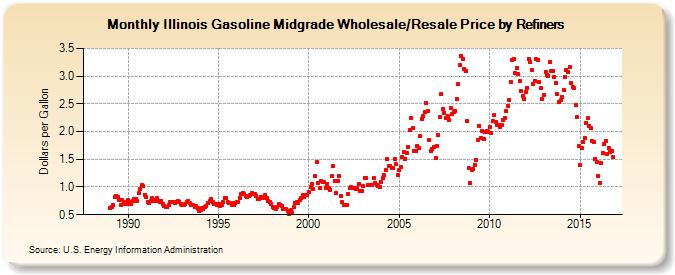 Monthly Illinois Gasoline Midgrade Wholesale/Resale Price by Refiners
Dollars per Gallon
3.5
3.0
2.5
2.0
1.5
1.0
0.5
1990 1995 2000 2005 2010 2015
Source: U.S. Energy Information Administration